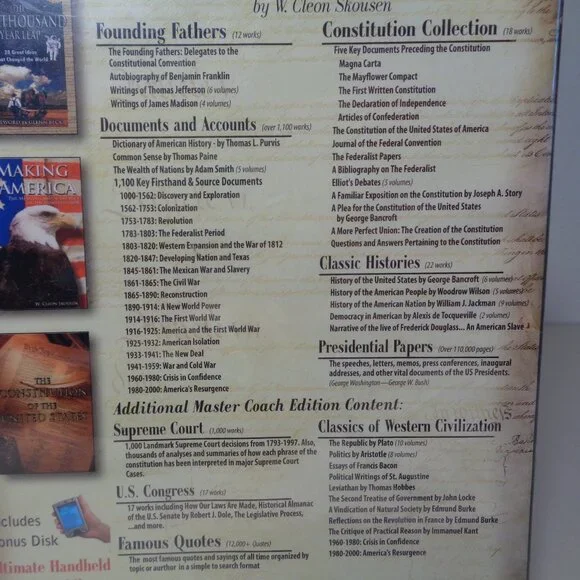 by W. Cleon Skousen
THOUSAND
YEAR LEAP
28 Great Ideas
That Changed the World
FOREWORD BY GLENN BECK
MAKING
AMERICA
W. CLEON SKOUSEN
THE
CONSTITUTION
OF THE
UNITED STATES
Includes
Bonus Disk
Ultimate Handheld
Founding Fathers (12 works)
The Founding Fathers: Delegates to the
Constitutional Convention
Autobiography of Benjamin Franklin
Writings of Thomas Jefferson (6 volumes)
Writings of James Madison (4 volumes)
Documents and Accounts (over 1,100 works)
Dictionary of American History - by Thomas L. Purvis
Common Sense by Thomas Paine
The Wealth of Nations by Adam Smith (5 volumes)
1,100 Key Firsthand & Source Documents
1000-1562: Discovery and Exploration
1562-1753: Colonization
1753-1783: Revolution
1783-1803: The Federalist Period
1803-1820: Western Expansion and the War of 1812
1820-1847: Developing Nation and Texas
1845-1861: The Mexican War and Slavery
1861-1865: The Civil War
1865-1890: Reconstruction
1890-1914: A New World Power
1914-1916: The First World War
1916-1925: America and the First World War
1925-1932: American Isolation
1933-1941: The New Deal
1941-1959: War and Cold War
1960-1980: Crisis in Confidence
1980-2000: America's Resurgence
Constitution Collection (18 works)
Five Key Documents Preceding the Constitution
Magna Carta
The Mayflower Compact
The First Written Constitution
The Declaration of Independence
Articles of Confederation
The Constitution of the United States of America
Journal of the Federal Convention
The Federalist Papers
A Bibliography on The Federalist
Elliot's Debates (5 volumes)
A Familiar Exposition on the Constitution by Joseph A. Story
A Plea for the Constitution of the United States
by George Bancroft
A More Perfect Union: The Creation of the Constitution
Questions and Answers Pertaining to the Constitution
Classic Histories (22 works)
History of the United States by George Bancroft (6 volumes)
History of the American People by Woodrow Wilson (5 volumes)
History of the American Nation by William J. Jackman (9 volumes)
Democracy in American by Alexis de Tocqueville (2 volumes)
Narrative of the live of Frederick Douglass... An American Slave
Presidential Papers (Over 110,000 pages)
The speeches, letters, memos, press conferences, inaugural
addresses, and other vital documents of the US Presidents.
(George Washington—George W. Bush)
Additional Master Coach Edition Content:
Supreme Court (1,000 works)
1,000 Landmark Supreme Court decisions from 1793-1997. Also,
thousands of analyses and summaries of how each phrase of the
constitution has been interpreted in major Supreme Court
Cases.
U.S. Congress (17 works)
17 works including How Our Laws Are Made, Historical Almanac
of the U.S. Senate by Robert J. Dole, The Legislative Process,
...and more.
Famous Quotes (12,000+ Quotes)
The most famous quotes and sayings of all time organized by
topic or aurthor in a simple to search format
Classics of Western Civilization
The Republic by Plato (10 volumes)
Politics by Aristotle (8 volumes)
Essays of Francis Bacon
Political Writings of St. Augustine
Leviathan by Thomas Hobbes
The Second Treatise of Government by John Locke
A Vindication of Natural Society by Edmund Burke
Reflections on the Revolution in France by Edmund Burke
The Critique of Practical Reason by Immanuel Kant
1960-1980: Crisis in Confidence
1980-2000: America's Resurgence